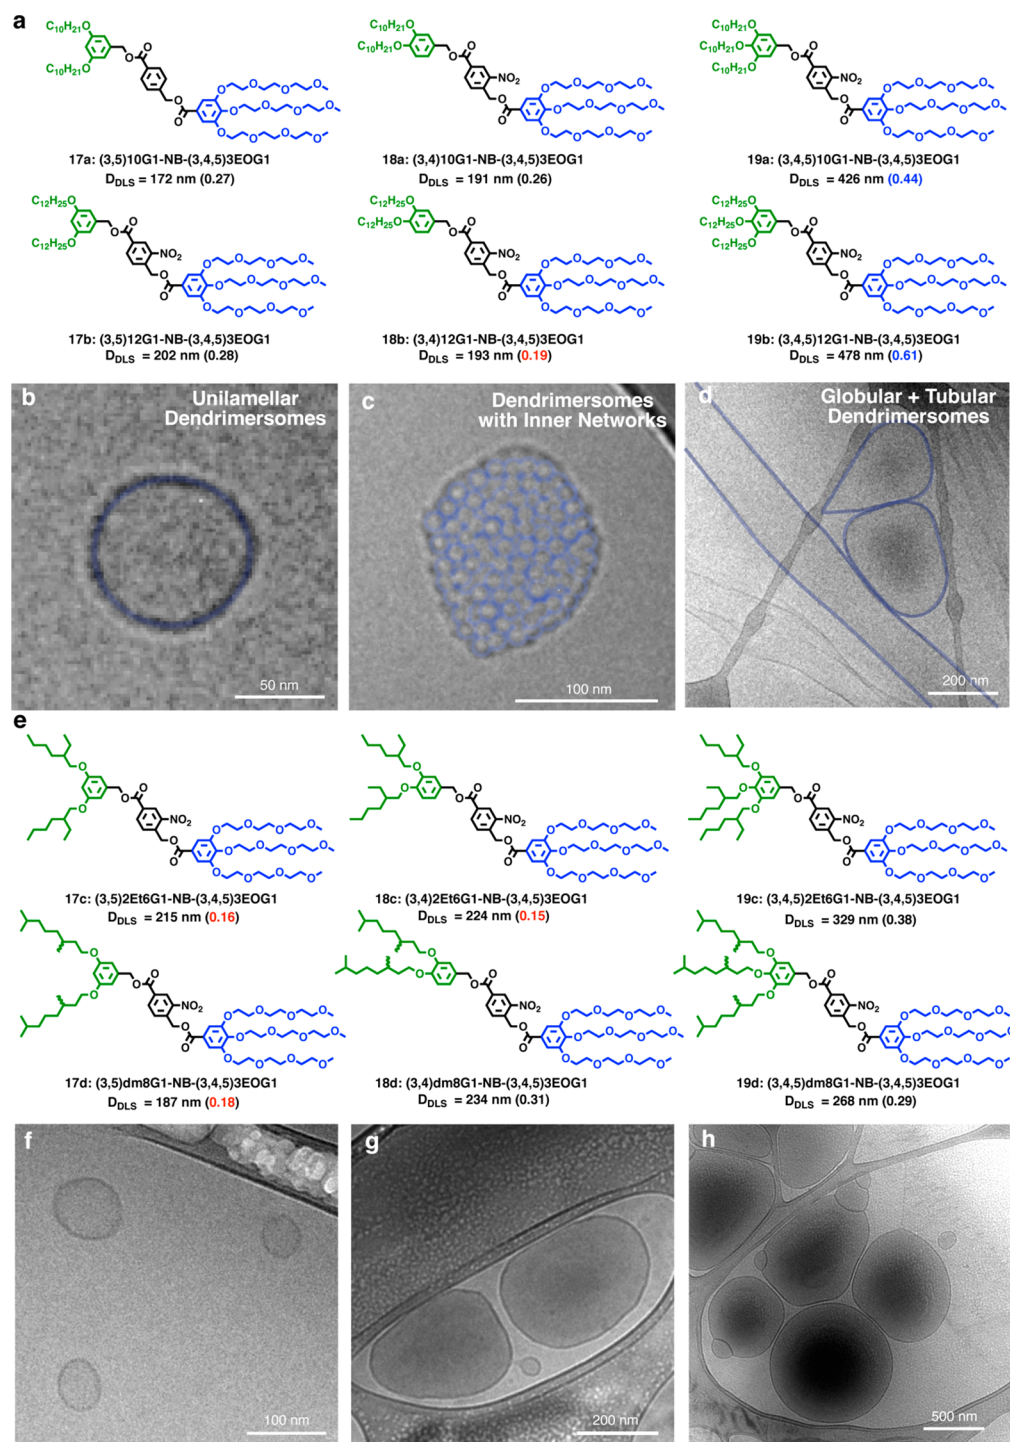 a
C10H21O
C10H21O
O
O
O
O
17a: (3,5)10G1-NB-(3,4,5)3EOG1
DDLS = 172 nm (0.27)
OC10H21
C10H21O
NO2
18a: (3,4)10G1-NB-(3,4,5)3EOG1
DDLS = 191 nm (0.26)
C10H21O
C10H21O
C10H21O
NO2
19a: (3,4,5)10G1-NB-(3,4,5)3EOG1
DDLS = 426 nm (0.44)
C12H25O
C12H25O
NO2
17b: (3,5)12G1-NB-(3,4,5)3EOG1
DDLS = 202 nm (0.28)
C12H25O
C12H25O
NO2
18b: (3,4)12G1-NB-(3,4,5)3EOG1
DDLS = 193 nm (0.19)
C12H25O
C12H25O
C12H25O
NO2
19b: (3,4,5)12G1-NB-(3,4,5)3EOG1
DDLS = 478 nm (0.61)
b
Unilamellar
Dendrimersomes
50 nm
c
Dendrimersomes
with Inner Networks
100 nm
d
Globular + Tubular
Dendrimersomes
200 nm
e
NO2
17c: (3,5)2Et6G1-NB-(3,4,5)3EOG1
DDLS = 215 nm (0.16)
NO2
18c: (3,4)2Et6G1-NB-(3,4,5)3EOG1
DDLS = 224 nm (0.15)
NO2
19c: (3,4,5)2Et6G1-NB-(3,4,5)3EOG1
DDLS = 329 nm (0.38)
NO2
17d: (3,5)dm8G1-NB-(3,4,5)3EOG1
DDLS = 187 nm (0.18)
NO2
18d: (3,4)dm8G1-NB-(3,4,5)3EOG1
DDLS = 234 nm (0.31)
NO2
19d: (3,4,5)dm8G1-NB-(3,4,5)3EOG1
DDLS = 268 nm (0.29)
f
100 nm
g
200 nm
h
500 nm